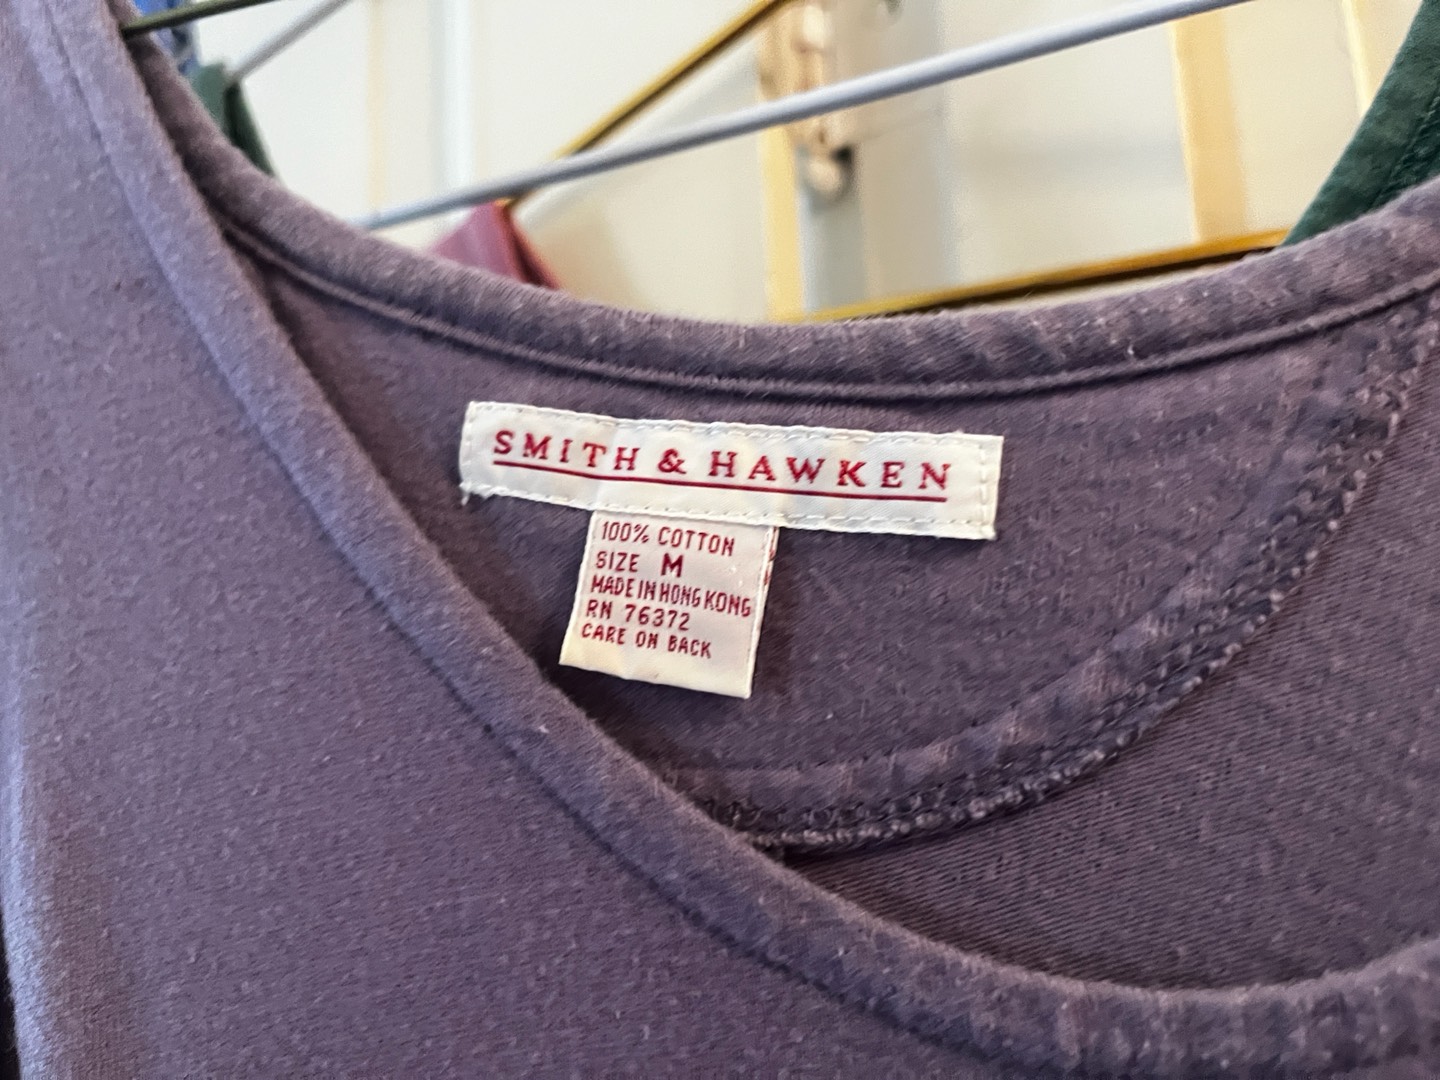 SMITH & HAWKEN
100% COTTON
SIZE M
MADE IN HONG KONG
RN 76372
CARE ON BACK